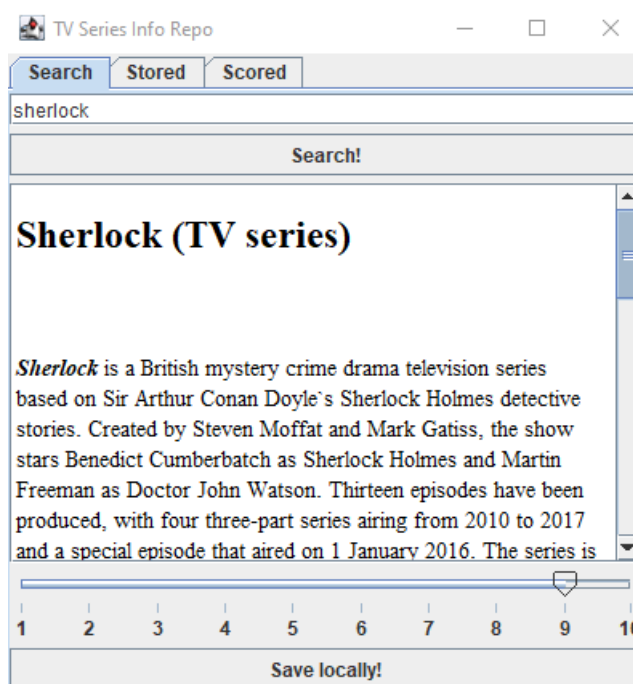 TV Series Info Repo
Search Stored Scored
sherlock
Search!
Sherlock (TV series)
Sherlock is a British mystery crime drama television series
based on Sir Arthur Conan Doyle`s Sherlock Holmes detective
stories. Created by Steven Moffat and Mark Gatiss, the show
stars Benedict Cumberbatch as Sherlock Holmes and Martin
Freeman as Doctor John Watson. Thirteen episodes have been
produced, with four three-part series airing from 2010 to 2017
and a special episode that aired on 1 January 2016. The series is
1 2 3 4 5 6 7 8 9 10
Save locally!